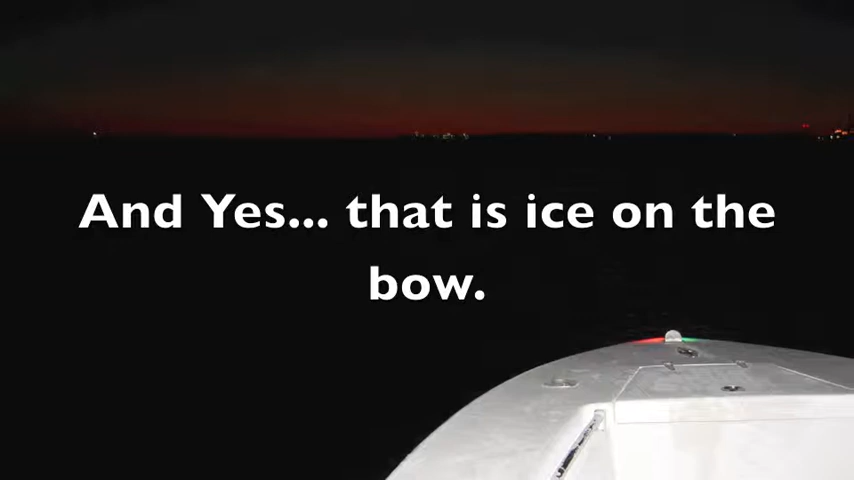 And Yes... that is ice on the
bow.